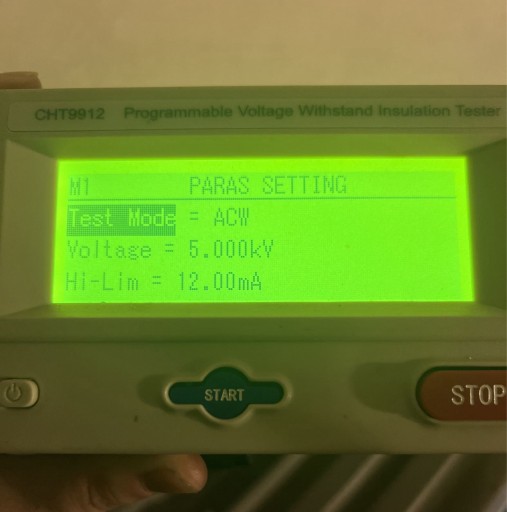 CHT9912 Programmable Voltage Withstand Insulation Tester
M1 PARAS SETTING
Test Mode = ACW
Voltage = 5.000kV
Hi-Lim = 12.00mA
START
STOP